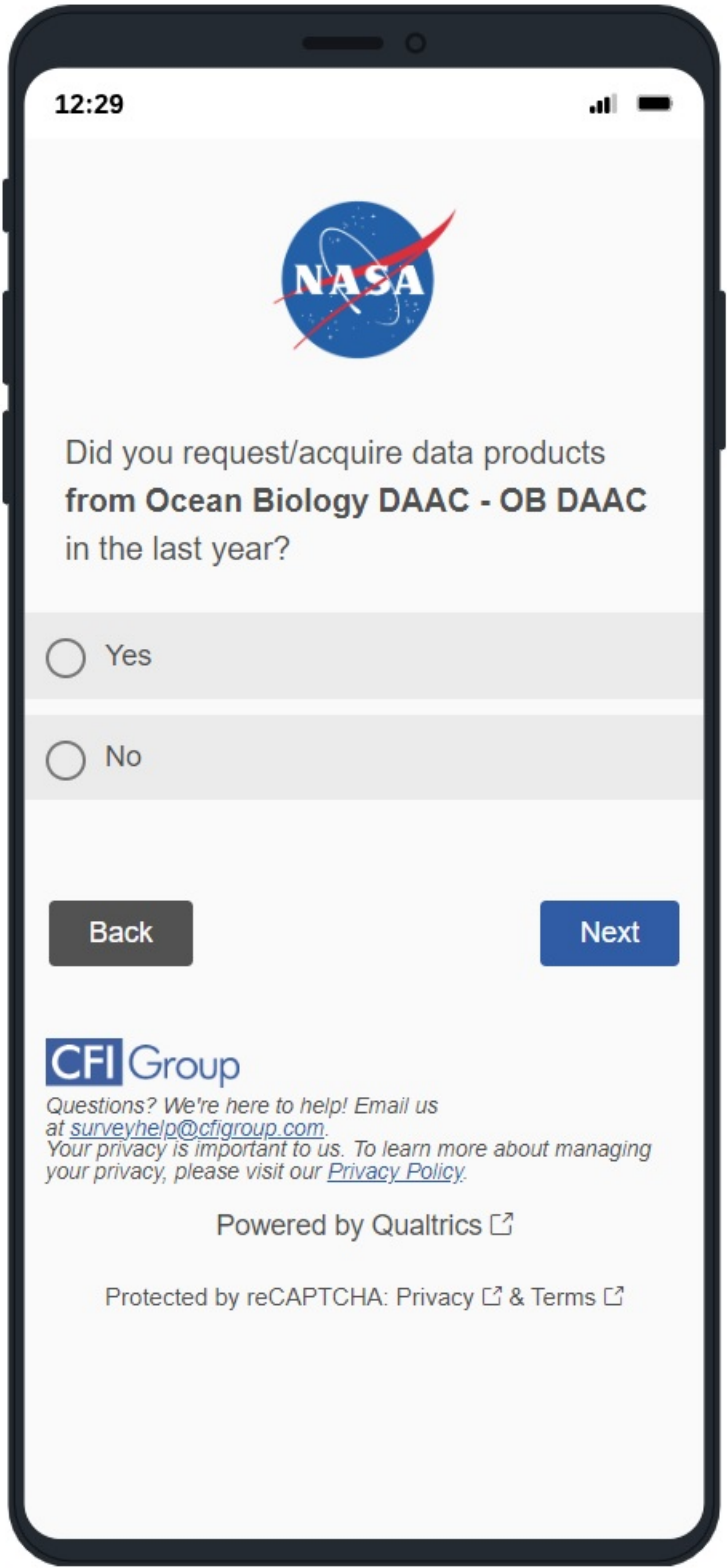 12:29
NASA
Did you request/acquire data products
from Ocean Biology DAAC - OB DAAC
in the last year?
Yes
No
Back
Next
CFI Group
Questions? We're here to help! Email us
at surveyhelp@cfigroup.com.
Your privacy is important to us. To learn more about managing
your privacy, please visit our Privacy Policy.
Powered by Qualtrics
Protected by reCAPTCHA: Privacy & Terms